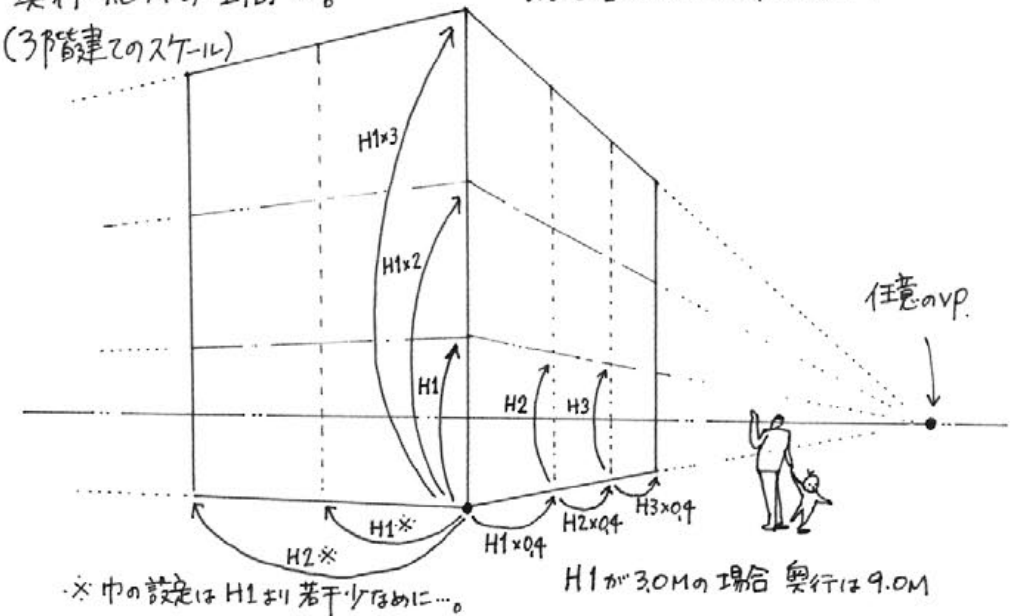 (3階建てのスケール)
H1×3
H1×2
任意のVP.
H1
H2
H3
H1※
H1×0,4
H2×0,4
H3×0,4
H2※
※巾の設定はH1より若干少なめに…。
H1が3.0Mの場合 奥行は9.0M